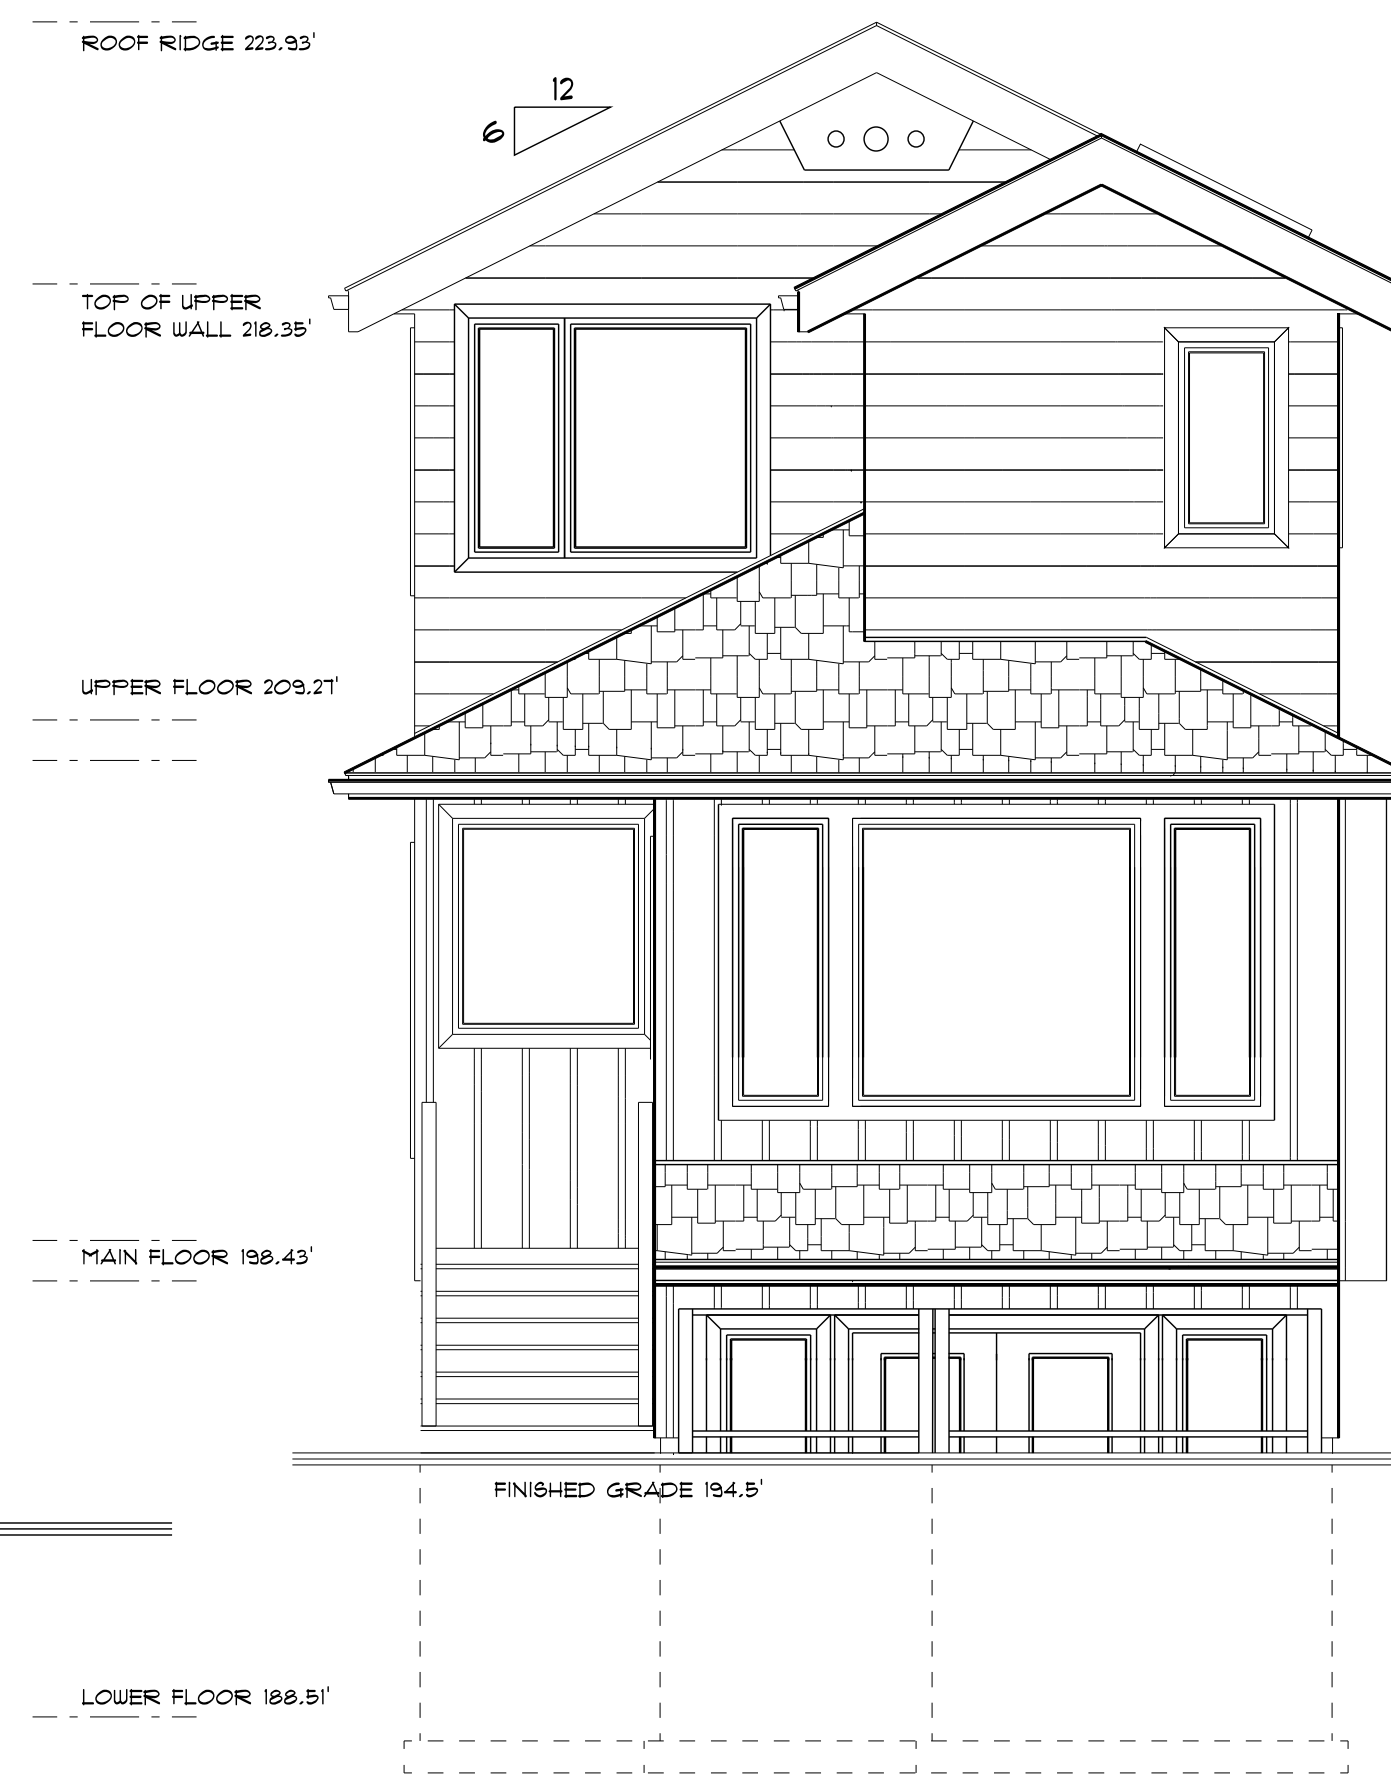 ROOF RIDGE 223.93'
12
6
TOP OF UPPER
FLOOR WALL 218.35'
UPPER FLOOR 209.27'
MAIN FLOOR 198.43'
FINISHED GRADE 194.5'
LOWER FLOOR 188.51'